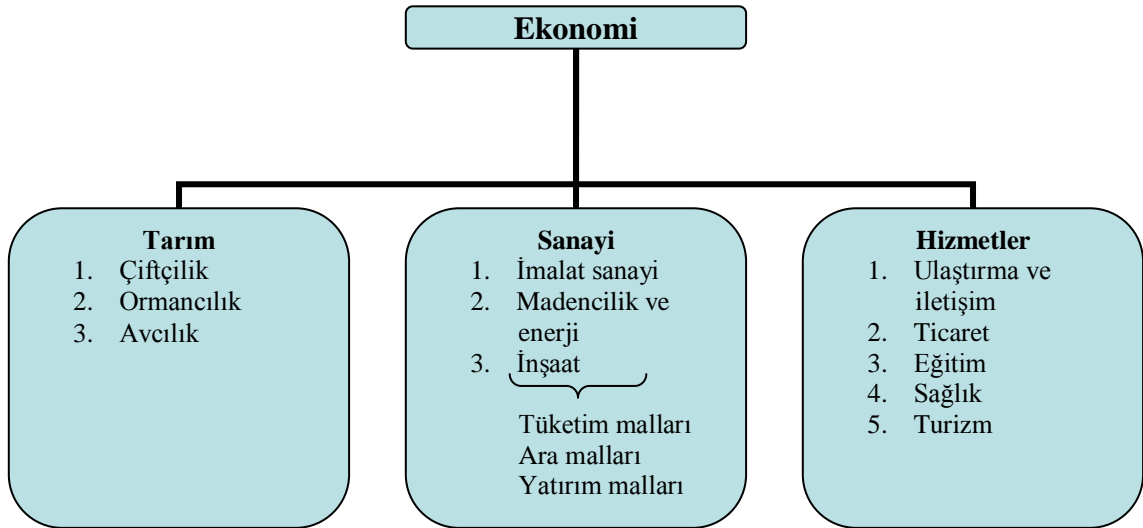 Ekonomi
Tarım
1. Çiftçilik
2. Ormancılık
3. Avcılık
Sanayi
1. İmalat sanayi
2. Madencilik ve
enerji
3. İnşaat
Tüketim malları
Ara malları
Yatırım malları
Hizmetler
1. Ulaştırma ve
iletişim
2. Ticaret
3. Eğitim
4. Sağlık
5. Turizm